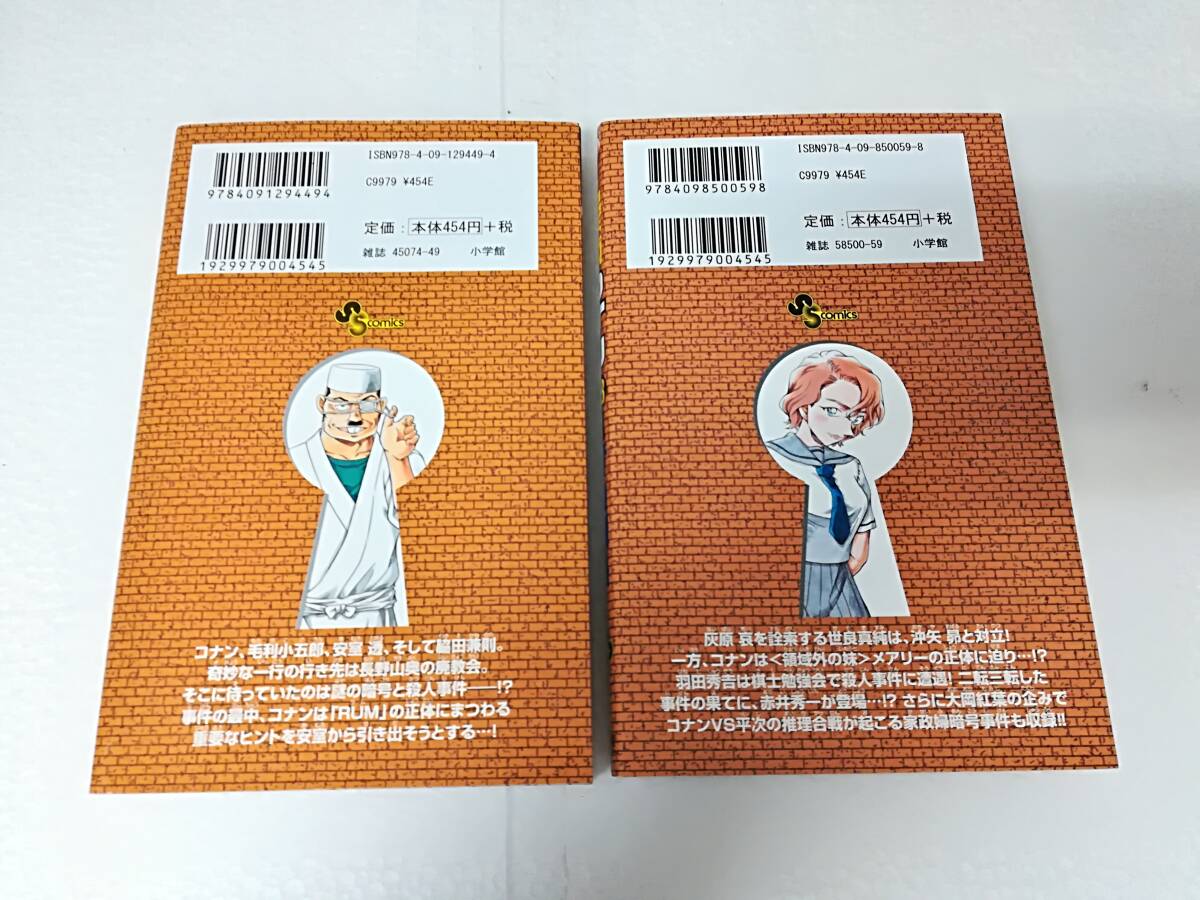 ISBN978-4-09-129449-4
9784091294494
C9979 ¥454E
定価：本体454円+税
雑誌 45074-49 小学館
1929979004545
SS comics
コナン、毛利小五郎、安室 透、そして脇田兼則。
奇妙な一行の行き先は長野山奥の廃教会。
そこに待っていたのは謎の暗号と殺人事件――!?
事件の最中、コナンは「RUM」の正体にまつわる
重要なヒントを安室から引き出そうとする…!
ISBN978-4-09-850059-8
9784098500598
C9979 ¥454E
定価：本体454円+税
雑誌 58500-59 小学館
1929979004545
SS comics
灰原 哀を詮索する世良真純は、沖矢 昴と対立!
一方、コナンは<領域外の妹>メアリーの正体に迫り…!?
羽田秀吉は棋士勉強会で殺人事件に遭遇! 二転三転した
事件の果てに、赤井秀一が登場…!? さらに大岡紅葉の企みで
コナンVS平次の推理合戦が起こる家政婦暗号事件も収録!!